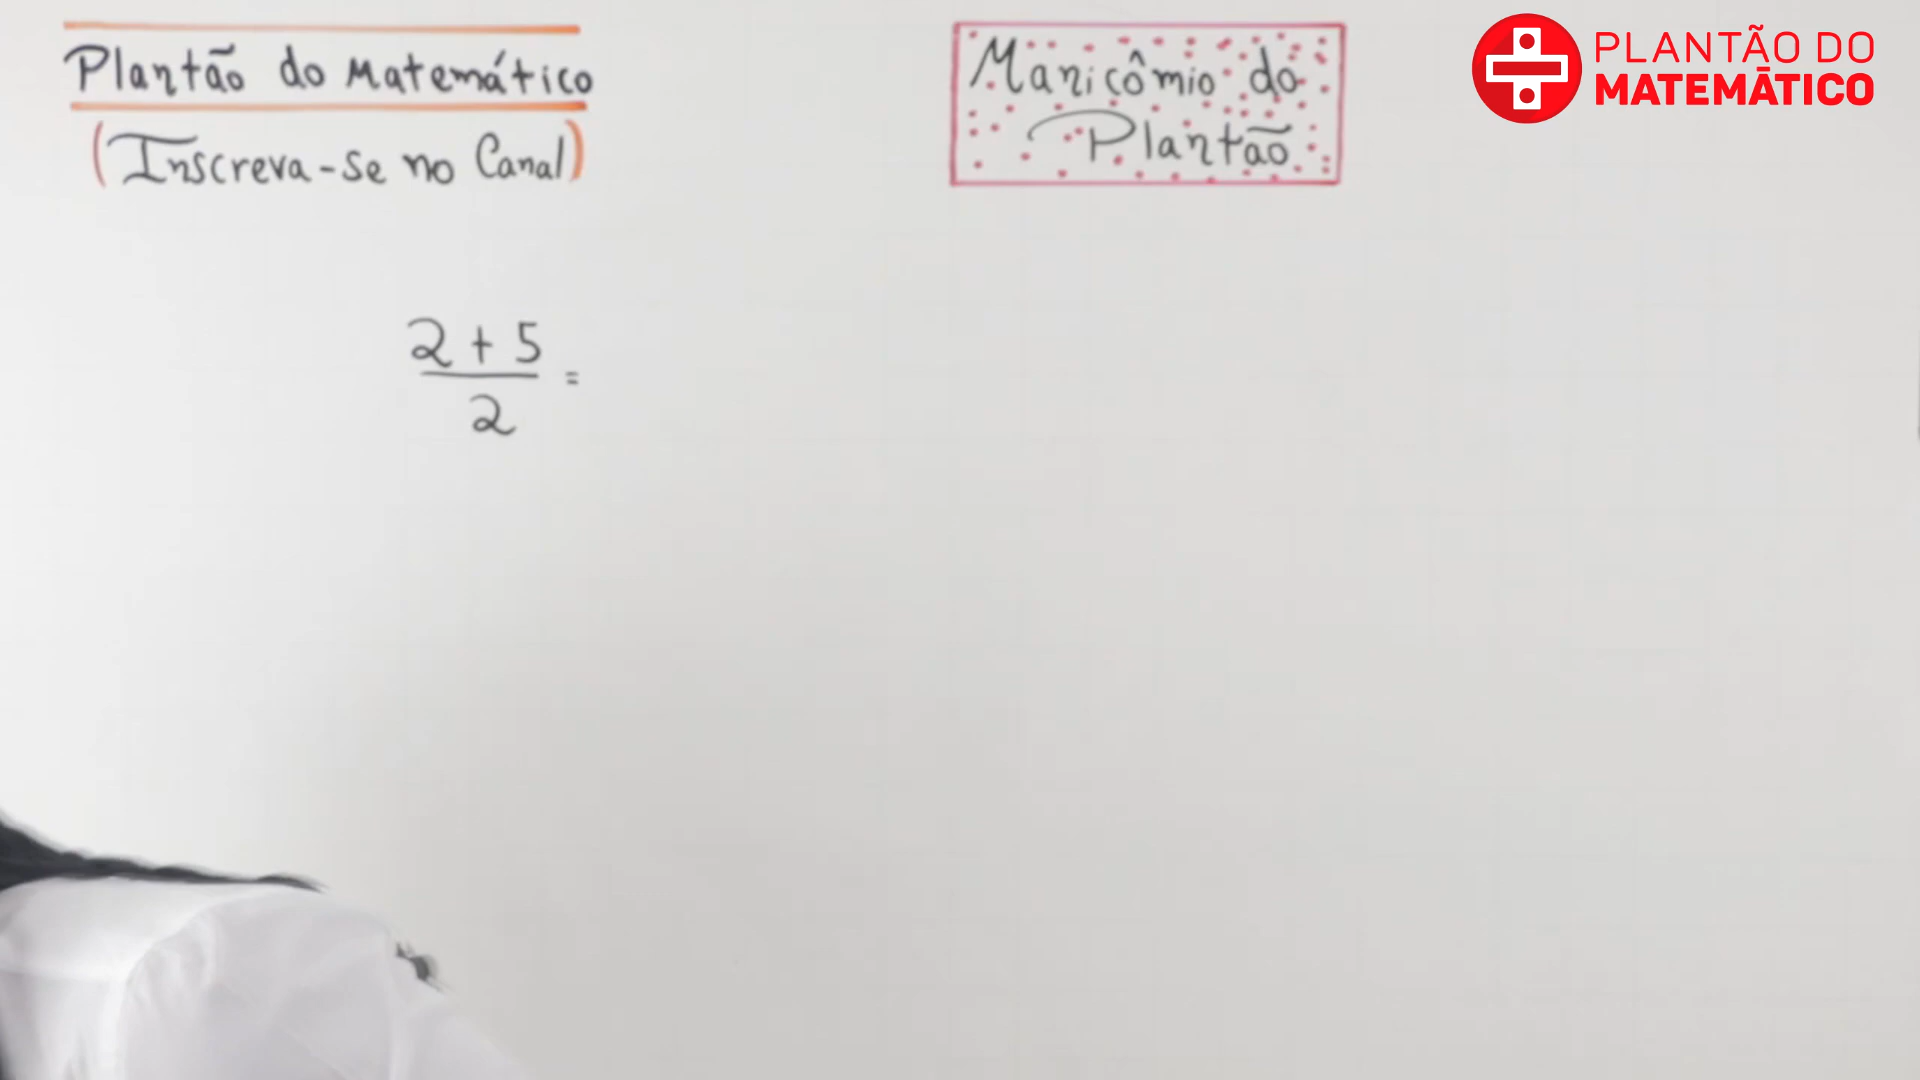 Plantão do Matemático
(Inscreva-se no Canal)
Manicômio do
Plantão
PLANTÃO DO
MATEMÁTICO
2 + 5
2
=